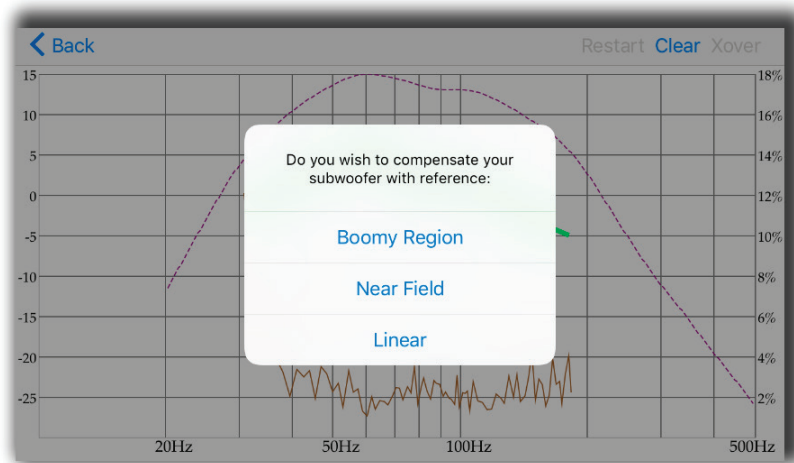 Back
Restart Clear Xover
15
18%
10
16%
5
14%
0
12%
-5
10%
-10
8%
-15
6%
-20
4%
-25
2%
Do you wish to compensate your
subwoofer with reference:
Boomy Region
Near Field
Linear
20Hz 50Hz 100Hz 500Hz